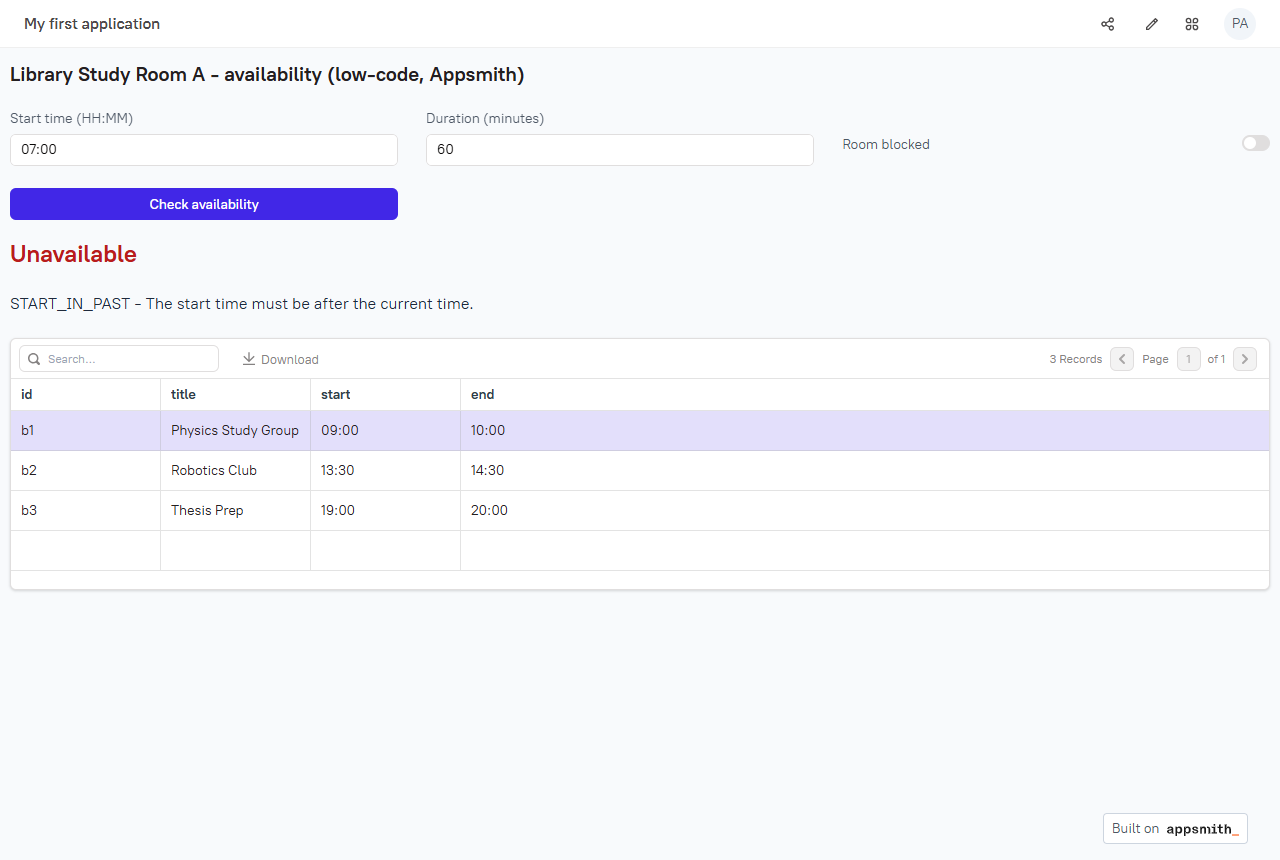 My first application
PA
Library Study Room A - availability (low-code, Appsmith)
Start time (HH:MM)
Duration (minutes)
07:00
60
Room blocked
Check availability
Unavailable
START_IN_PAST - The start time must be after the current time.
Search...
Download
3 Records
Page
1
of 1
id title start end
b1 Physics Study Group 09:00 10:00
b2 Robotics Club 13:30 14:30
b3 Thesis Prep 19:00 20:00
Built on appsmith_